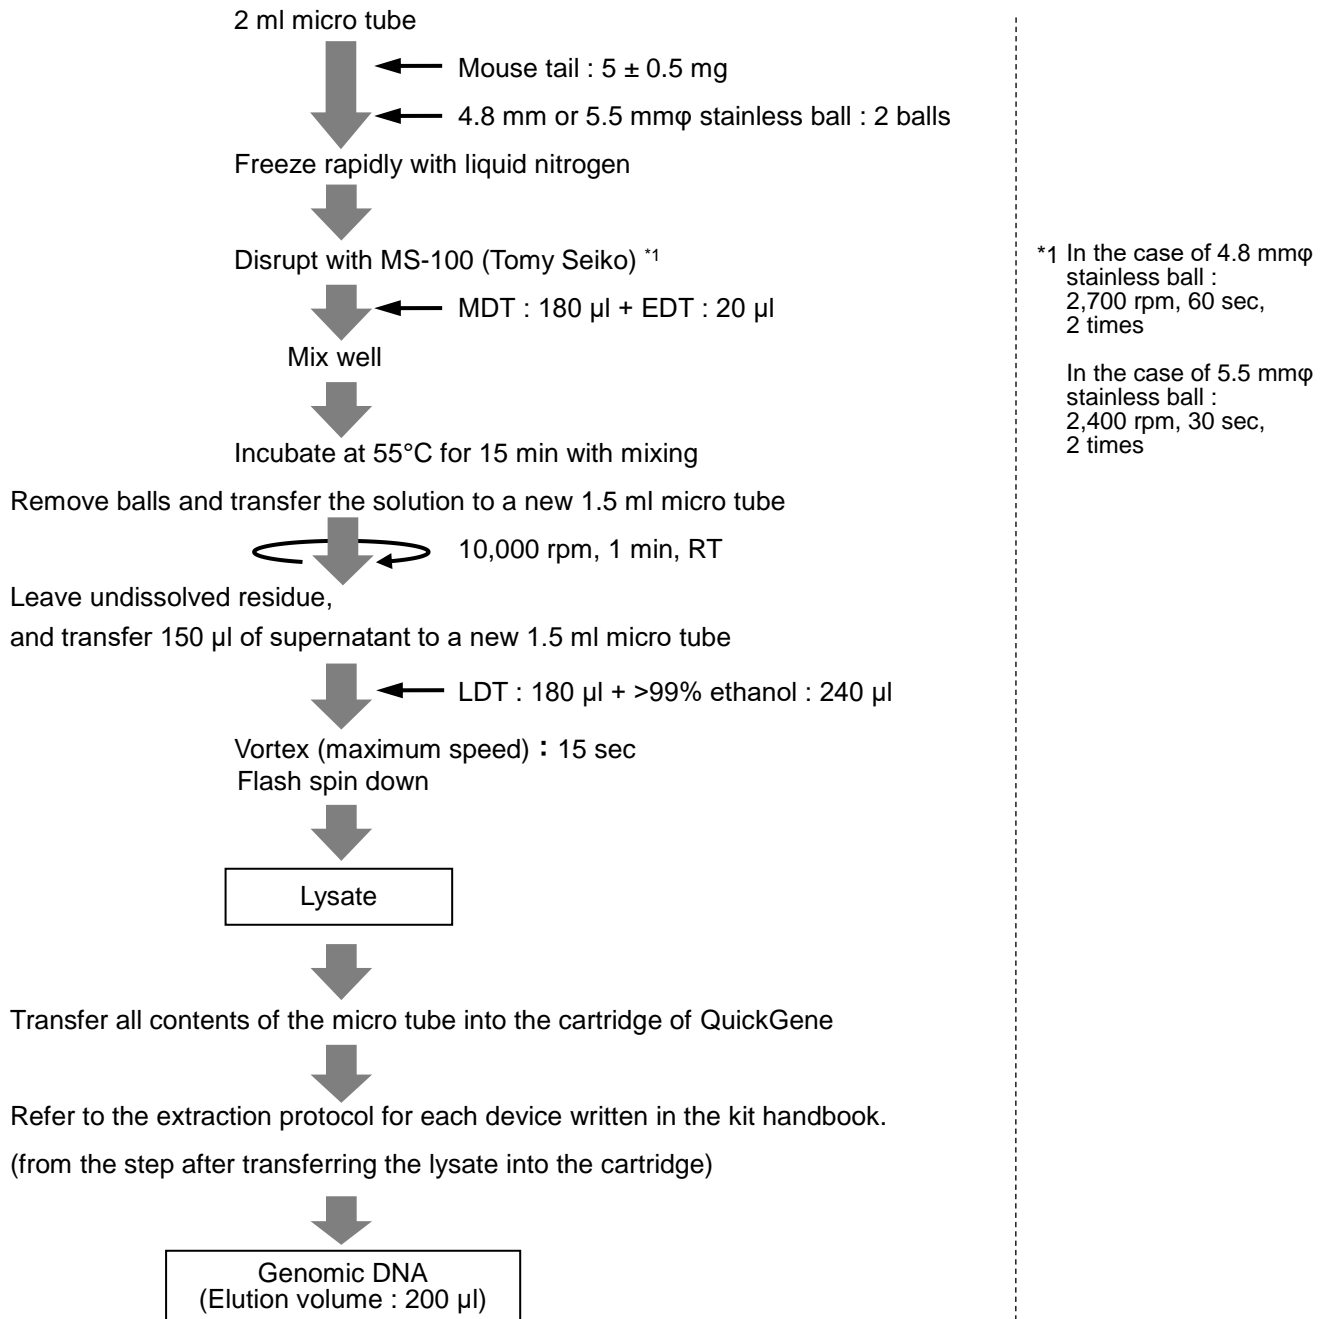 2 ml micro tube
Mouse tail : 5 ± 0.5 mg
4.8 mm or 5.5 mmφ stainless ball : 2 balls
Freeze rapidly with liquid nitrogen
Disrupt with MS-100 (Tomy Seiko) *1
MDT : 180 µl + EDT : 20 µl
Mix well
Incubate at 55°C for 15 min with mixing
Remove balls and transfer the solution to a new 1.5 ml micro tube
10,000 rpm, 1 min, RT
Leave undissolved residue,
and transfer 150 µl of supernatant to a new 1.5 ml micro tube
LDT : 180 µl + >99% ethanol : 240 µl
Vortex (maximum speed)：15 sec
Flash spin down
Lysate
Transfer all contents of the micro tube into the cartridge of QuickGene
Refer to the extraction protocol for each device written in the kit handbook.
(from the step after transferring the lysate into the cartridge)
Genomic DNA
(Elution volume : 200 µl)
*1 In the case of 4.8 mmφ
stainless ball :
2,700 rpm, 60 sec,
2 times
In the case of 5.5 mmφ
stainless ball :
2,400 rpm, 30 sec,
2 times